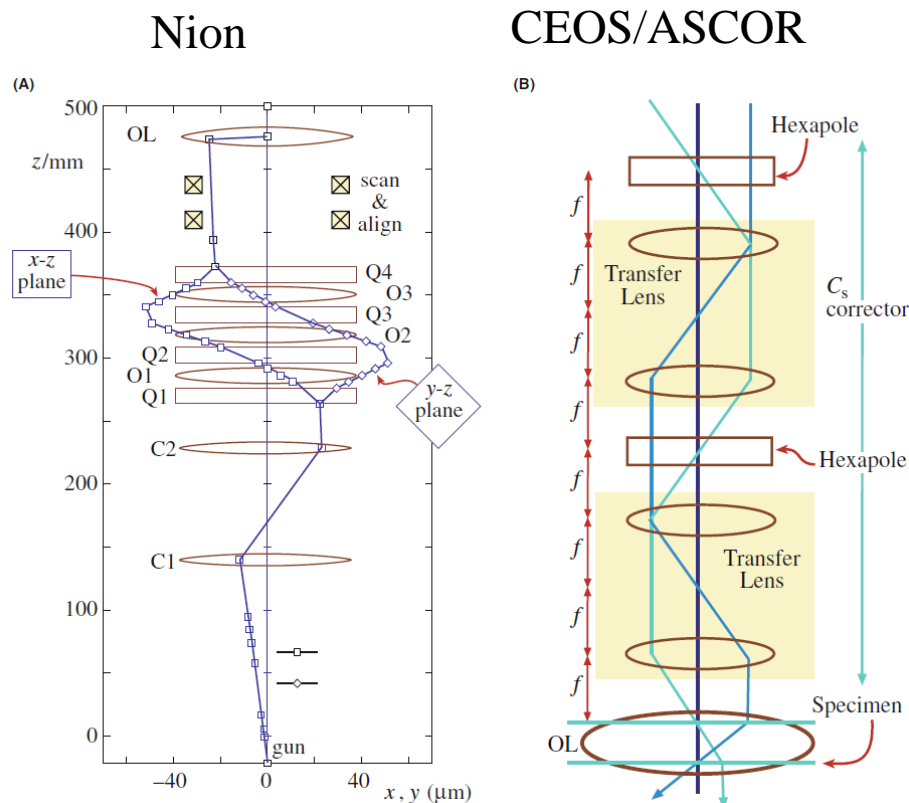 Nion
CEOS/ASCOR
(A)
500
OL
z/mm
scan
&
align
400
x-z
plane
Q4
O3
Q3
O2
300
Q2
O1
Q1
y-z
plane
C2
200
C1
100
0
gun
−40
0
40
x , y (μm)
(B)
Hexapole
f
f
Transfer
Lens
f
Cs
corrector
f
f
Hexapole
f
f
Transfer
Lens
f
f
Specimen
OL